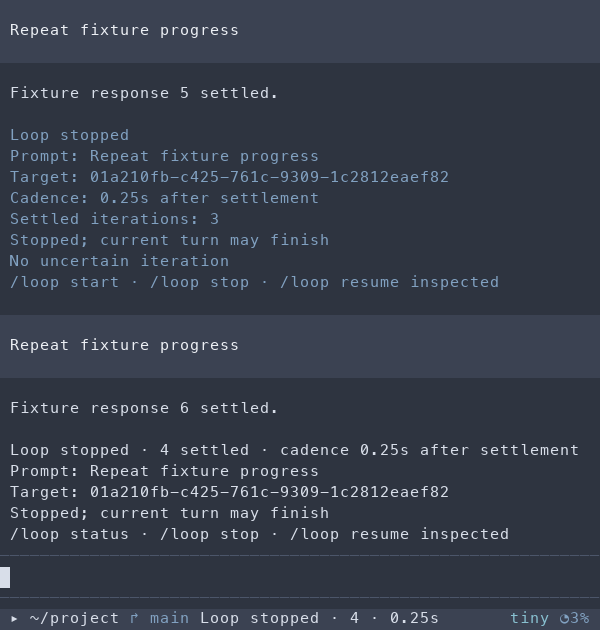 Repeat fixture progress
Fixture response 5 settled.
Loop stopped
Prompt: Repeat fixture progress
Target: 01a210fb-c425-761c-9309-1c2812eaef82
Cadence: 0.25s after settlement
Settled iterations: 3
Stopped; current turn may finish
No uncertain iteration
/loop start · /loop stop · /loop resume inspected
Repeat fixture progress
Fixture response 6 settled.
Loop stopped · 4 settled · cadence 0.25s after settlement
Prompt: Repeat fixture progress
Target: 01a210fb-c425-761c-9309-1c2812eaef82
Stopped; current turn may finish
/loop status · /loop stop · /loop resume inspected
▸ ~/project ↱ main Loop stopped · 4 · 0.25s tiny ◔3%